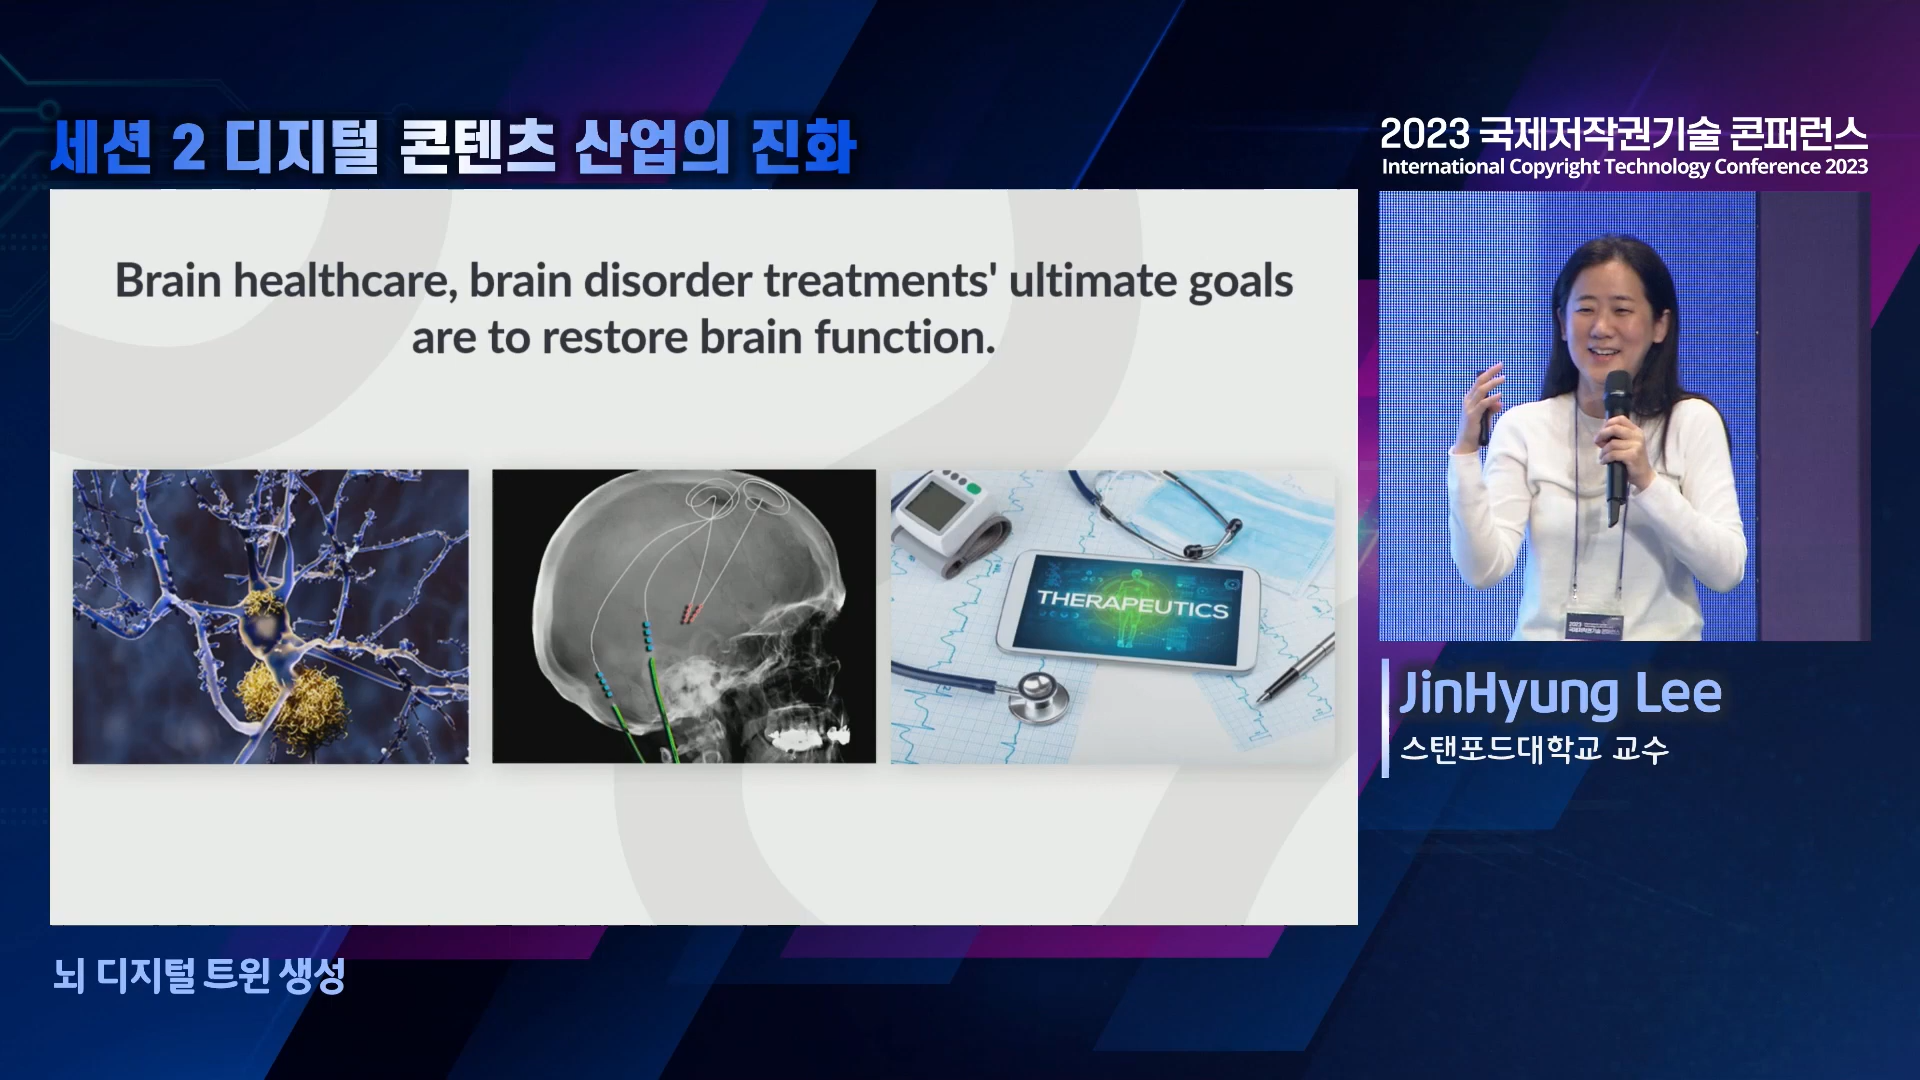 세션 2 디지털 콘텐츠 산업의 진화
2023 국제저작권기술 콘퍼런스
International Copyright Technology Conference 2023
Brain healthcare, brain disorder treatments' ultimate goals
are to restore brain function.
THERAPEUTICS
JinHyung Lee
스탠포드대학교 교수
뇌 디지털 트윈 생성